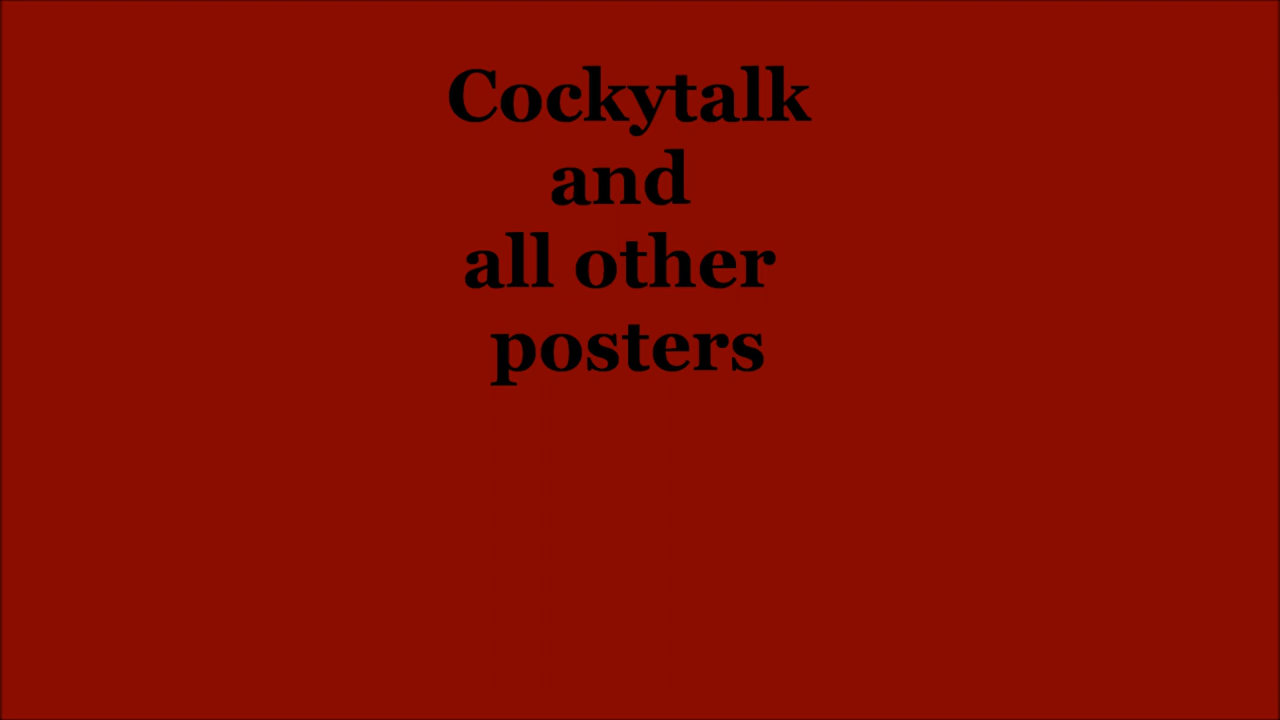 Cockytalk
and
all other
posters